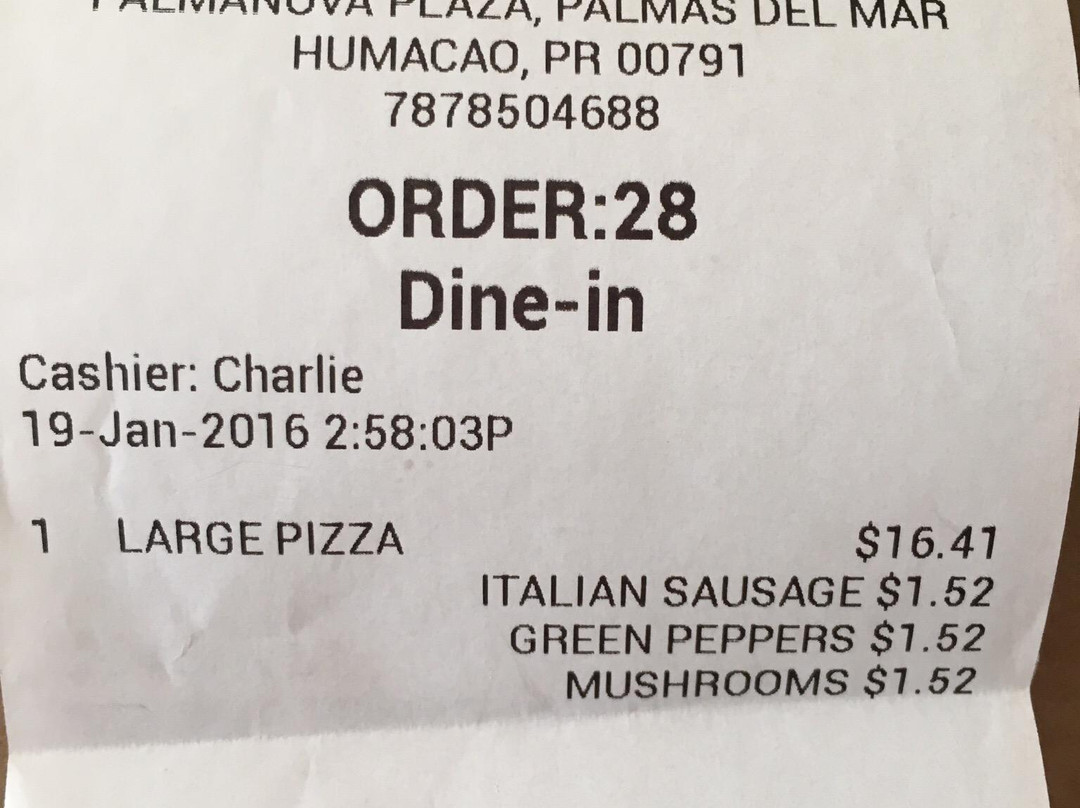 PALMANOVA PLAZA, PALMAS DEL MAR
HUMACAO, PR 00791
7878504688
ORDER:28
Dine-in
Cashier: Charlie
19-Jan-2016 2:58:03P
1 LARGE PIZZA $16.41
ITALIAN SAUSAGE $1.52
GREEN PEPPERS $1.52
MUSHROOMS $1.52